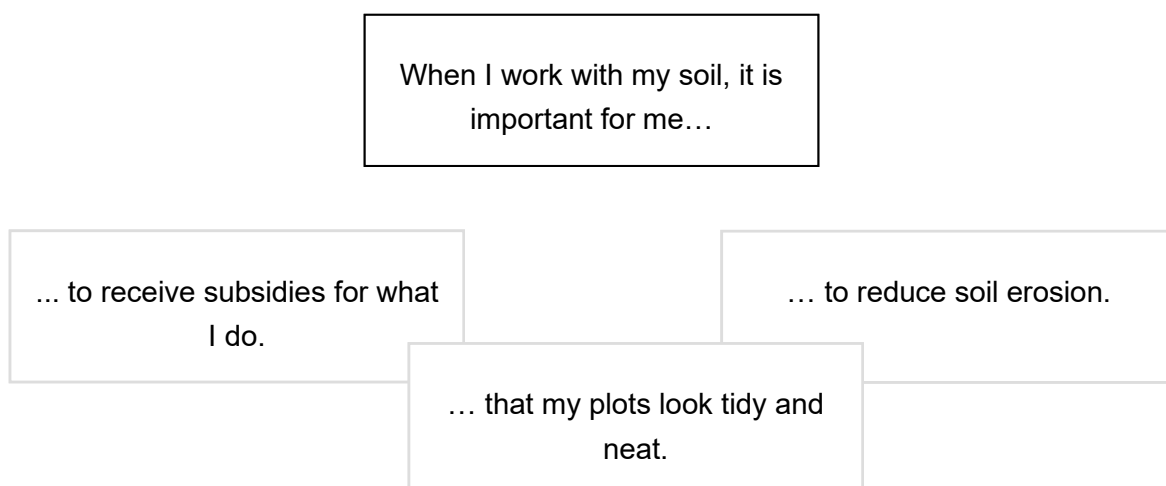 When I work with my soil, it is
important for me…
... to receive subsidies for what
I do.
… to reduce soil erosion.
… that my plots look tidy and
neat.